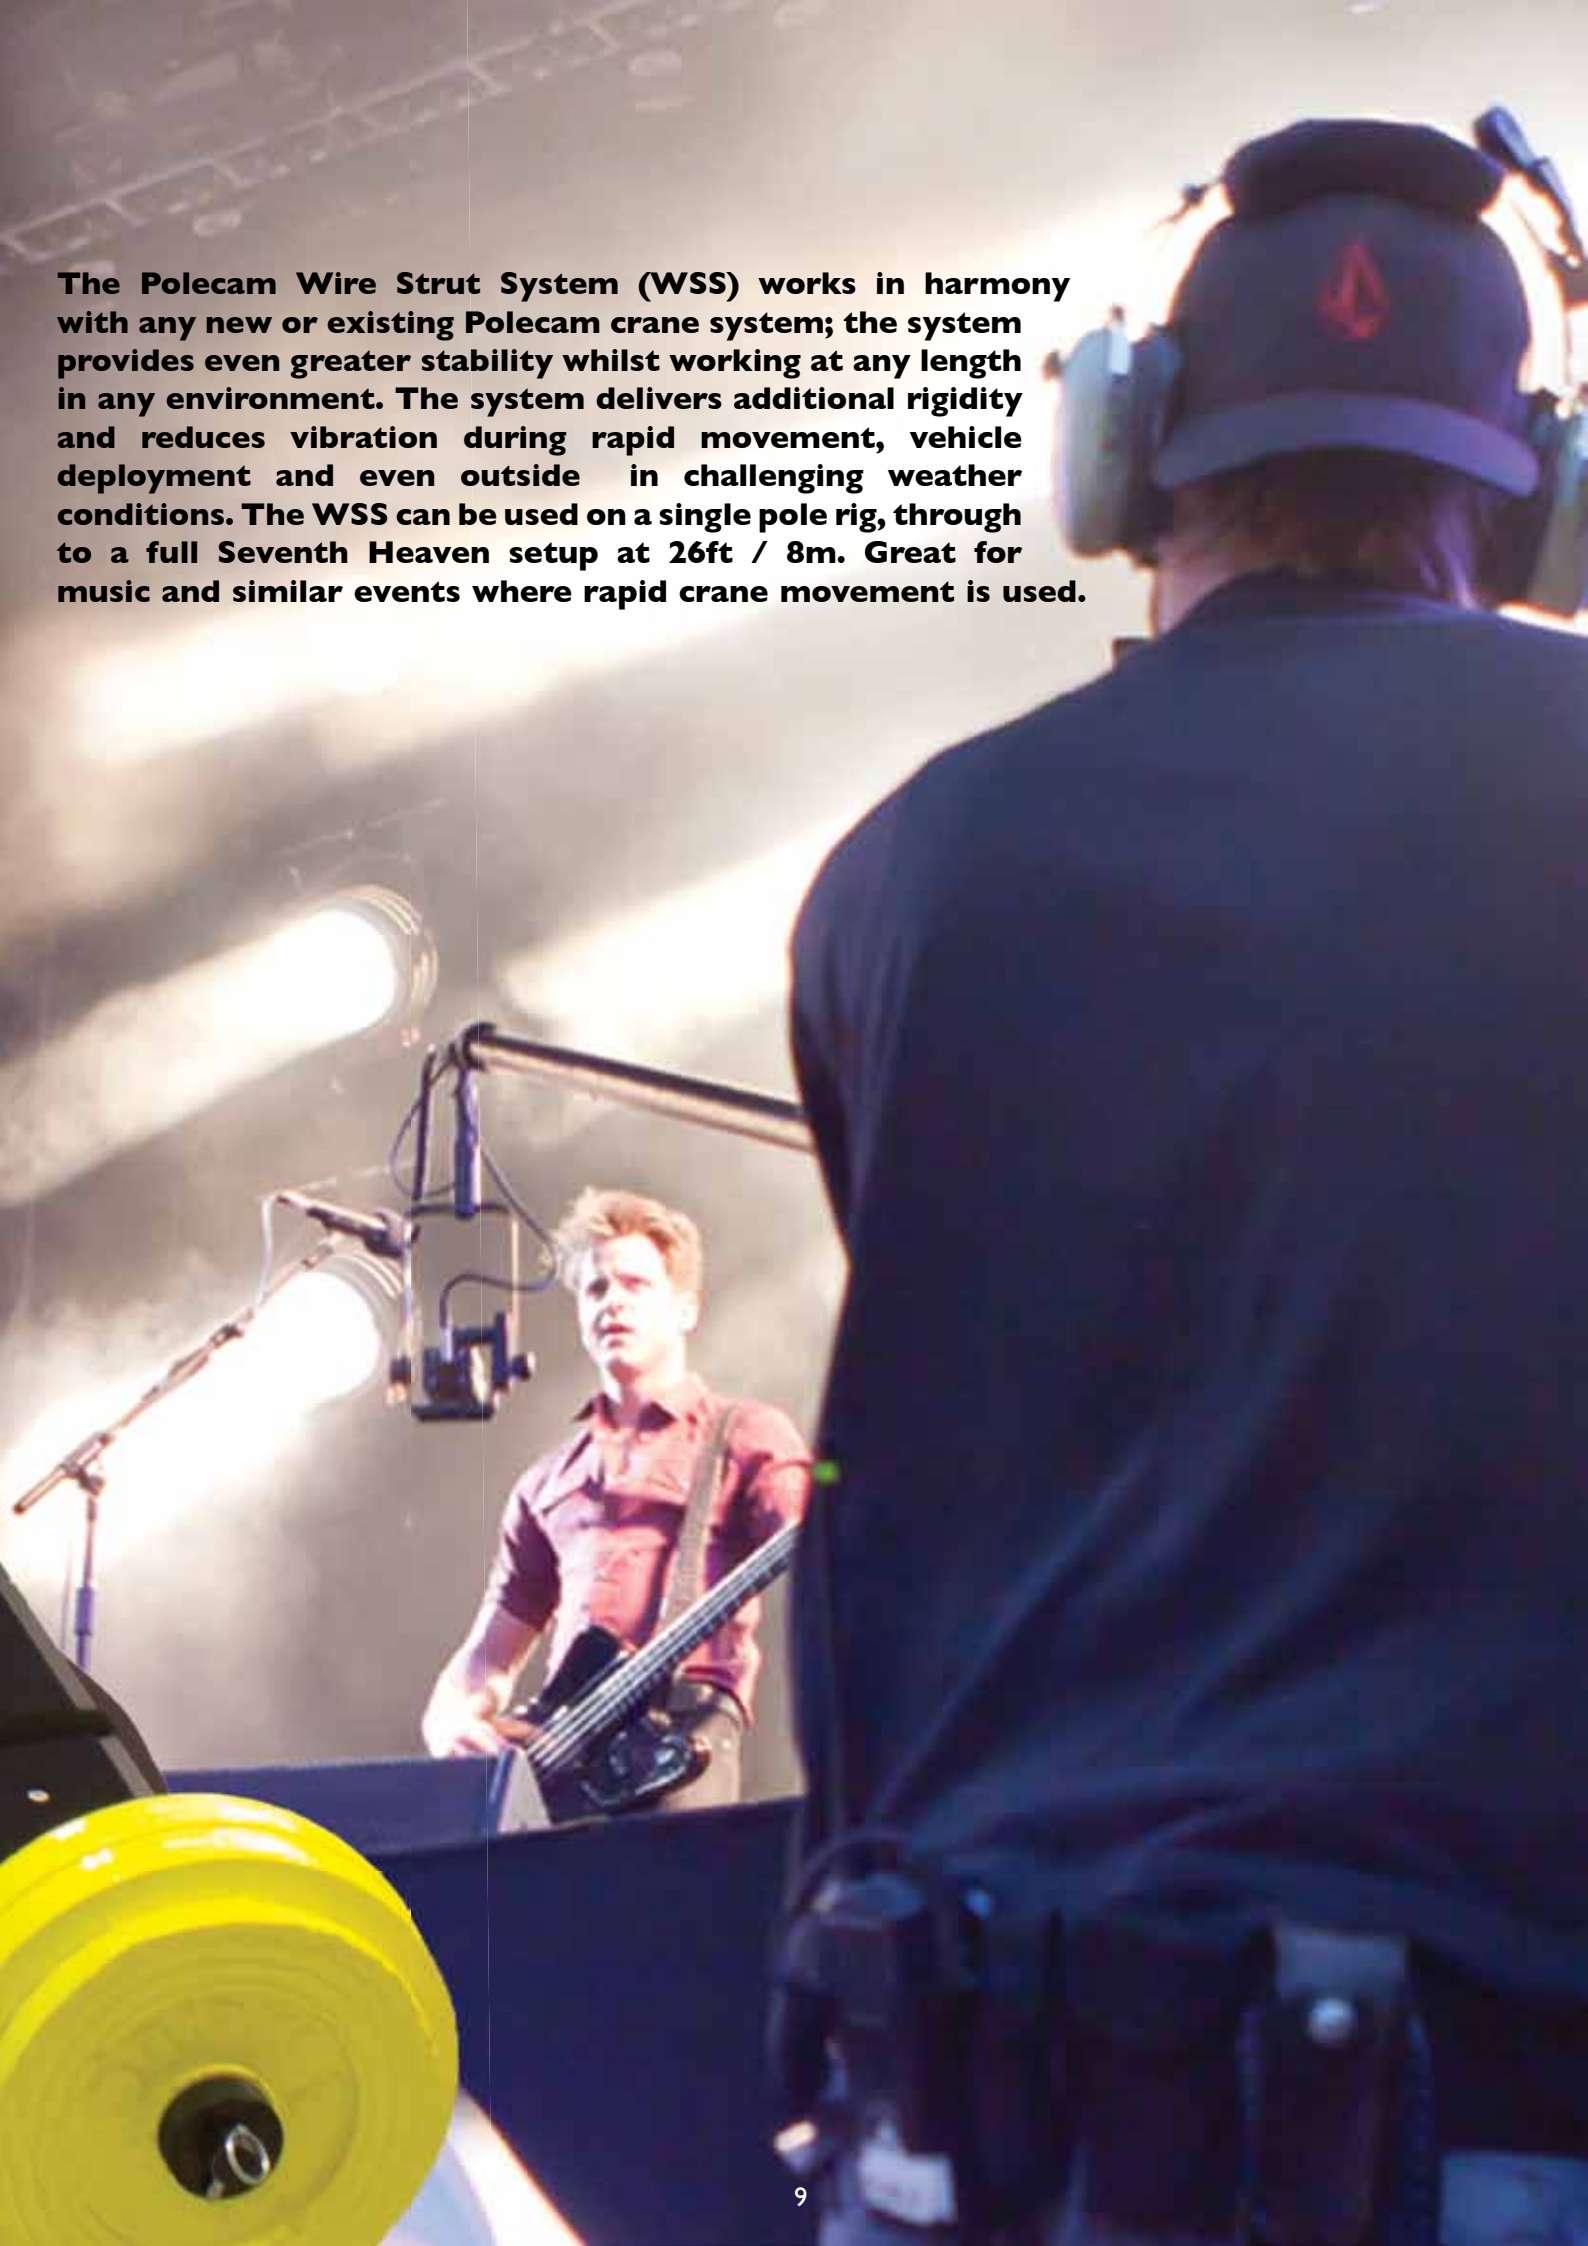 The Polecam Wire Strut System (WSS) works in harmony
with any new or existing Polecam crane system; the system
provides even greater stability whilst working at any length
in any environment. The system delivers additional rigidity
and reduces vibration during rapid movement, vehicle
deployment and even outside in challenging weather
conditions. The WSS can be used on a single pole rig, through
to a full Seventh Heaven setup at 26ft / 8m. Great for
music and similar events where rapid crane movement is used.
9